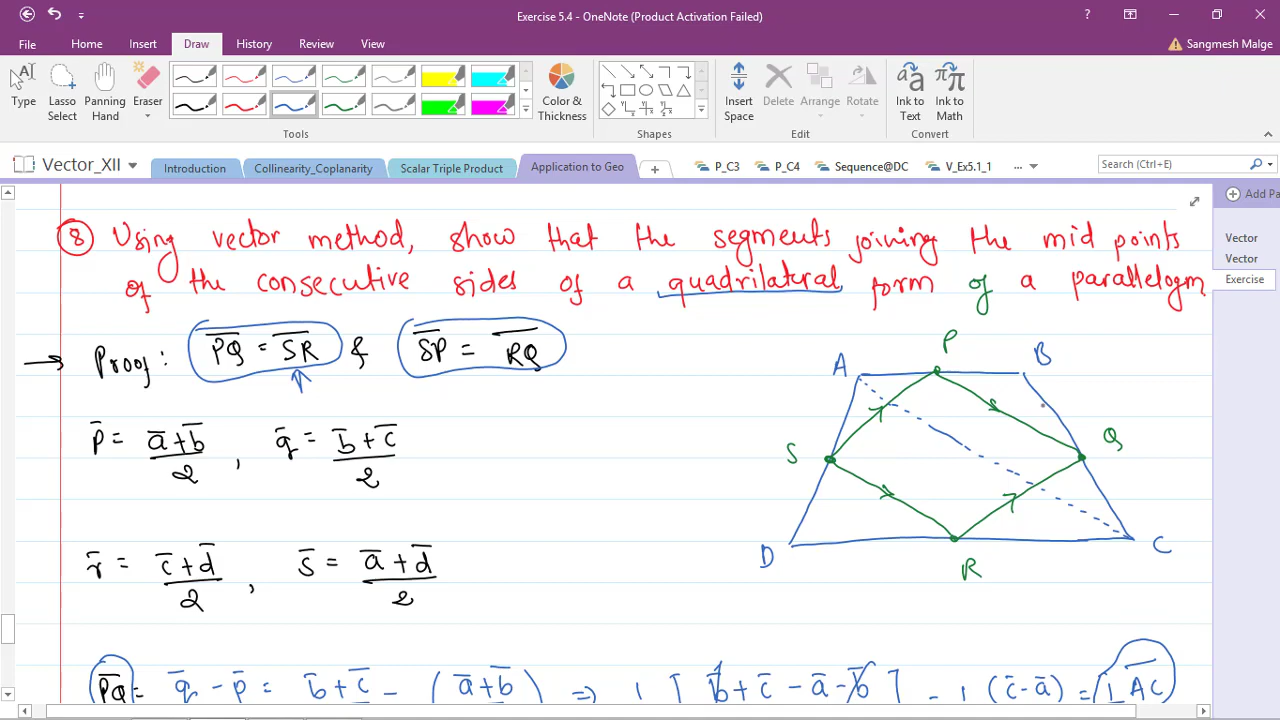 Exercise 5.4 - OneNote (Product Activation Failed)
?
File Home Insert Draw History Review View
Sangmesh Malge
Type Lasso Select Panning Hand Eraser
Color & Thickness
Insert Space Delete Arrange Rotate
Ink to Text Ink to Math
Tools Shapes Edit Convert
Vector_XII Introduction Collinearity_Coplanarity Scalar Triple Product Application to Geo P_C3 P_C4 Sequence@DC V_Ex5.1_1 ... Search (Ctrl+E)
Add Pa
Vector
Vector
Exercise
8 Using vector method, show that the segments joining the mid points
of the consecutive sides of a quadrilateral form of a parallelogm
→ Proof: P̅Q̅ = S̅R̅ & S̅P̅ = R̅Q̅
p̅ = a̅+b̅/2, q̅ = b̅+c̅/2
r̅ = c̅+d̅/2, s̅ = a̅+d̅/2
P̅Q̅ = q̅ - p̅ = b̅+c̅ - (a̅+b̅) ⇒ 1 [b̅+c̅-a̅-b̅] - 1 (c̅-a̅) = 1 A̅C̅
A P B
S Q
D R C